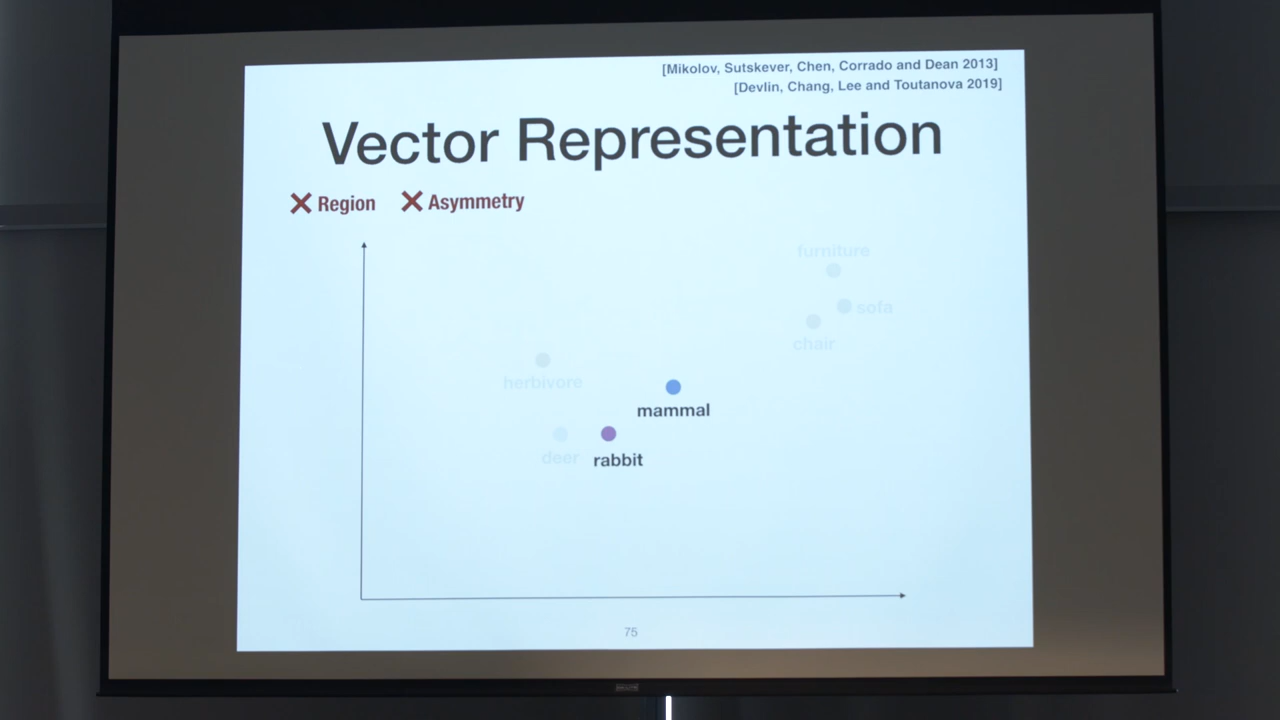 [Mikolov, Sutskever, Chen, Corrado and Dean 2013]
[Devlin, Chang, Lee and Toutanova 2019]
Vector Representation
Region Asymmetry
furniture
sofa
chair
herbivore
mammal
deer rabbit
75